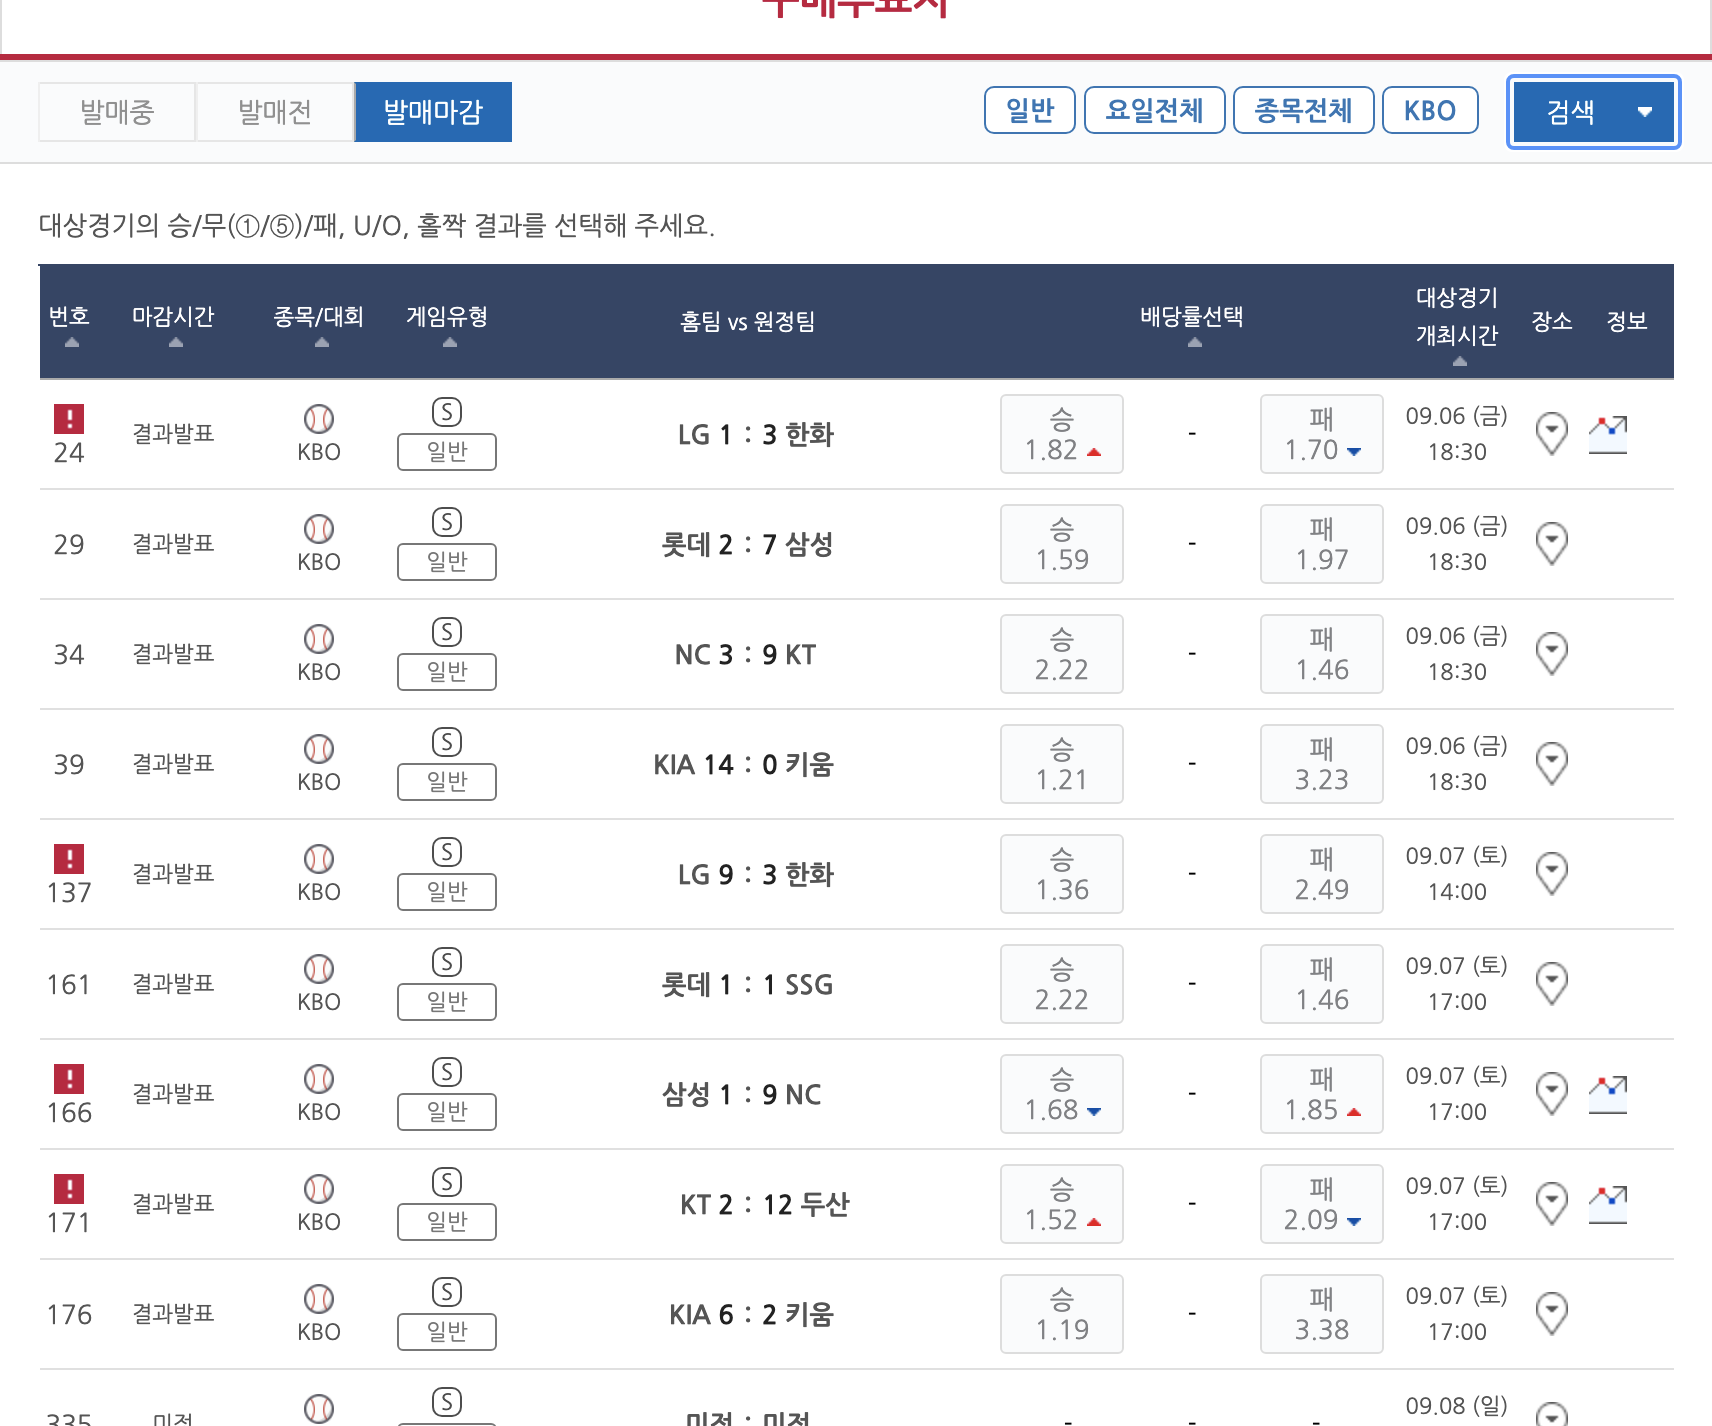 발매중 발매전 발매마감 일반 요일전체 종목전체 KBO 검색
대상경기의 승/무(①/⑤)/패, U/O, 홀짝 결과를 선택해 주세요.
번호 마감시간 종목/대회 게임유형 홈팀 vs 원정팀 배당률선택 대상경기 개최시간 장소 정보
! 24 결과발표 KBO S 일반 LG 1 : 3 한화 승 1.82 - 패 1.70 09.06 (금) 18:30
29 결과발표 KBO S 일반 롯데 2 : 7 삼성 승 1.59 - 패 1.97 09.06 (금) 18:30
34 결과발표 KBO S 일반 NC 3 : 9 KT 승 2.22 - 패 1.46 09.06 (금) 18:30
39 결과발표 KBO S 일반 KIA 14 : 0 키움 승 1.21 - 패 3.23 09.06 (금) 18:30
! 137 결과발표 KBO S 일반 LG 9 : 3 한화 승 1.36 - 패 2.49 09.07 (토) 14:00
161 결과발표 KBO S 일반 롯데 1 : 1 SSG 승 2.22 - 패 1.46 09.07 (토) 17:00
! 166 결과발표 KBO S 일반 삼성 1 : 9 NC 승 1.68 - 패 1.85 09.07 (토) 17:00
! 171 결과발표 KBO S 일반 KT 2 : 12 두산 승 1.52 - 패 2.09 09.07 (토) 17:00
176 결과발표 KBO S 일반 KIA 6 : 2 키움 승 1.19 - 패 3.38 09.07 (토) 17:00
335 미정 S 미정 : 미정 - - - 09.08 (일)